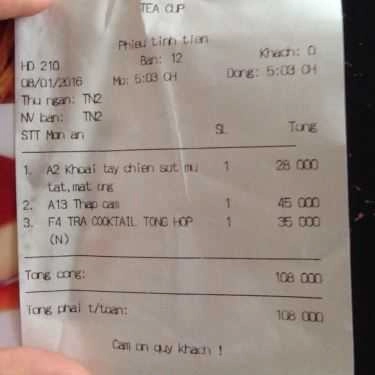 TEA CUP
Phieu tinh tien
HD 210 Ban: 12 Khach: 0
08/01/2016 Mo: 5:03 CH Dong: 5:03 CH
Thu ngan: TN2
NV ban: TN2
STT Mon an SL Tong
1. A2 Khoai tay chien sot mu 1 28 000
tat,mat ong
2. A13 Thap cam 1 45 000
3. F4 TRA COCKTAIL TONG HOP 1 35 000
(N)
Tong cong: 108 000
Tong phai t/toan: 108 000
Cam on quy khach !